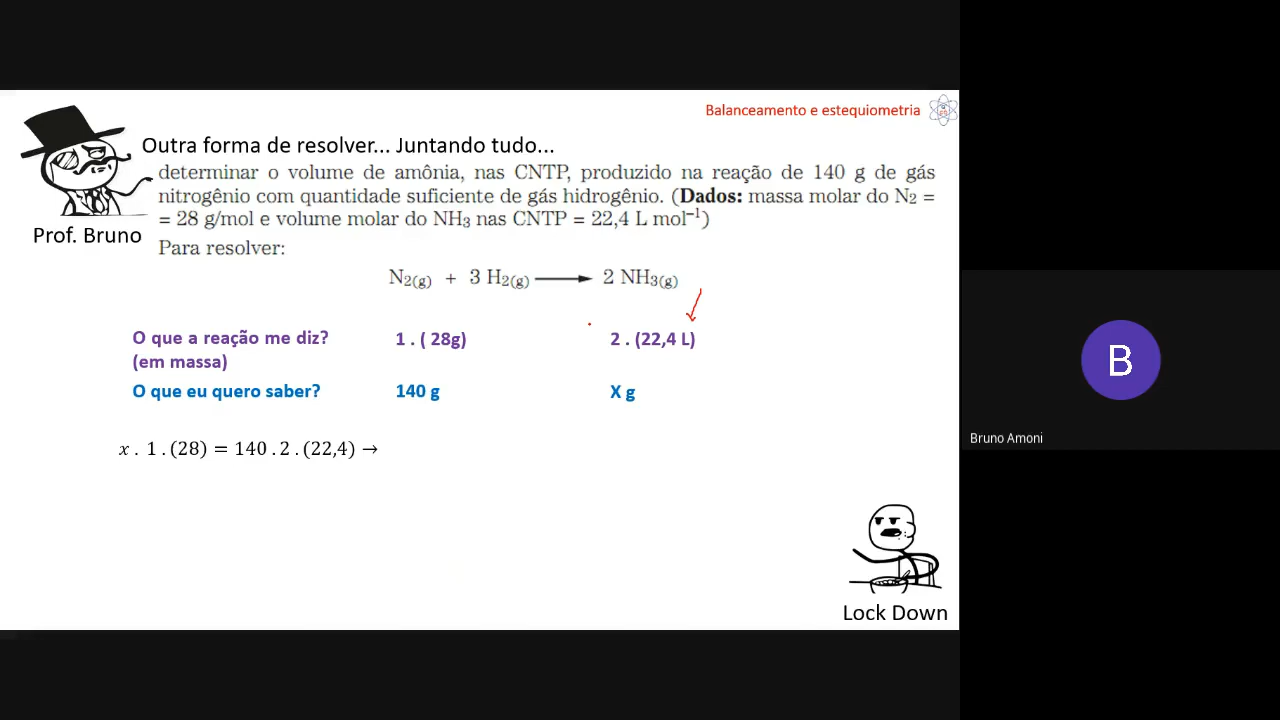 Balanceamento e estequiometria
Outra forma de resolver... Juntando tudo...
determinar o volume de amônia, nas CNTP, produzido na reação de 140 g de gás
nitrogênio com quantidade suficiente de gás hidrogênio. (Dados: massa molar do N₂ =
= 28 g/mol e volume molar do NH₃ nas CNTP = 22,4 L mol⁻¹)
Prof. Bruno
Para resolver:
N₂(g) + 3 H₂(g) → 2 NH₃(g)
O que a reação me diz? 1 . ( 28g) 2 . (22,4 L)
(em massa)
O que eu quero saber? 140 g X g
x . 1 . (28) = 140 . 2 . (22,4) →
Lock Down
B
Bruno Amoni